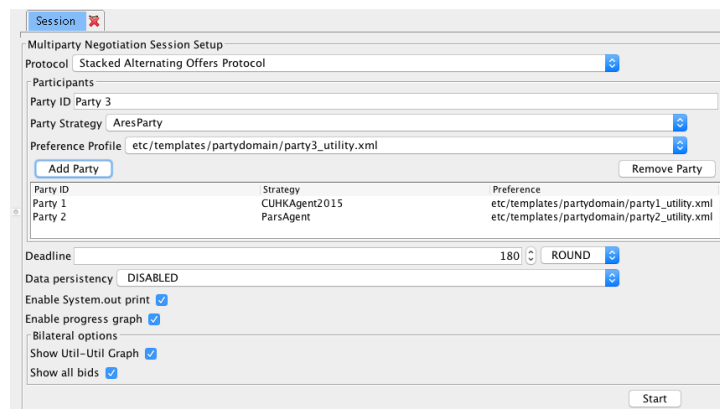 Session
Multiparty Negotiation Session Setup
Protocol Stacked Alternating Offers Protocol
Participants
Party ID Party 3
Party Strategy AresParty
Preference Profile etc/templates/partydomain/party3_utility.xml
Add Party Remove Party
Party ID Strategy Preference
Party 1 CUHKAgent2015 etc/templates/partydomain/party1_utility.xml
Party 2 ParsAgent etc/templates/partydomain/party2_utility.xml
Deadline 180 ROUND
Data persistency DISABLED
Enable System.out print
Enable progress graph
Bilateral options
Show Util-Util Graph
Show all bids
Start